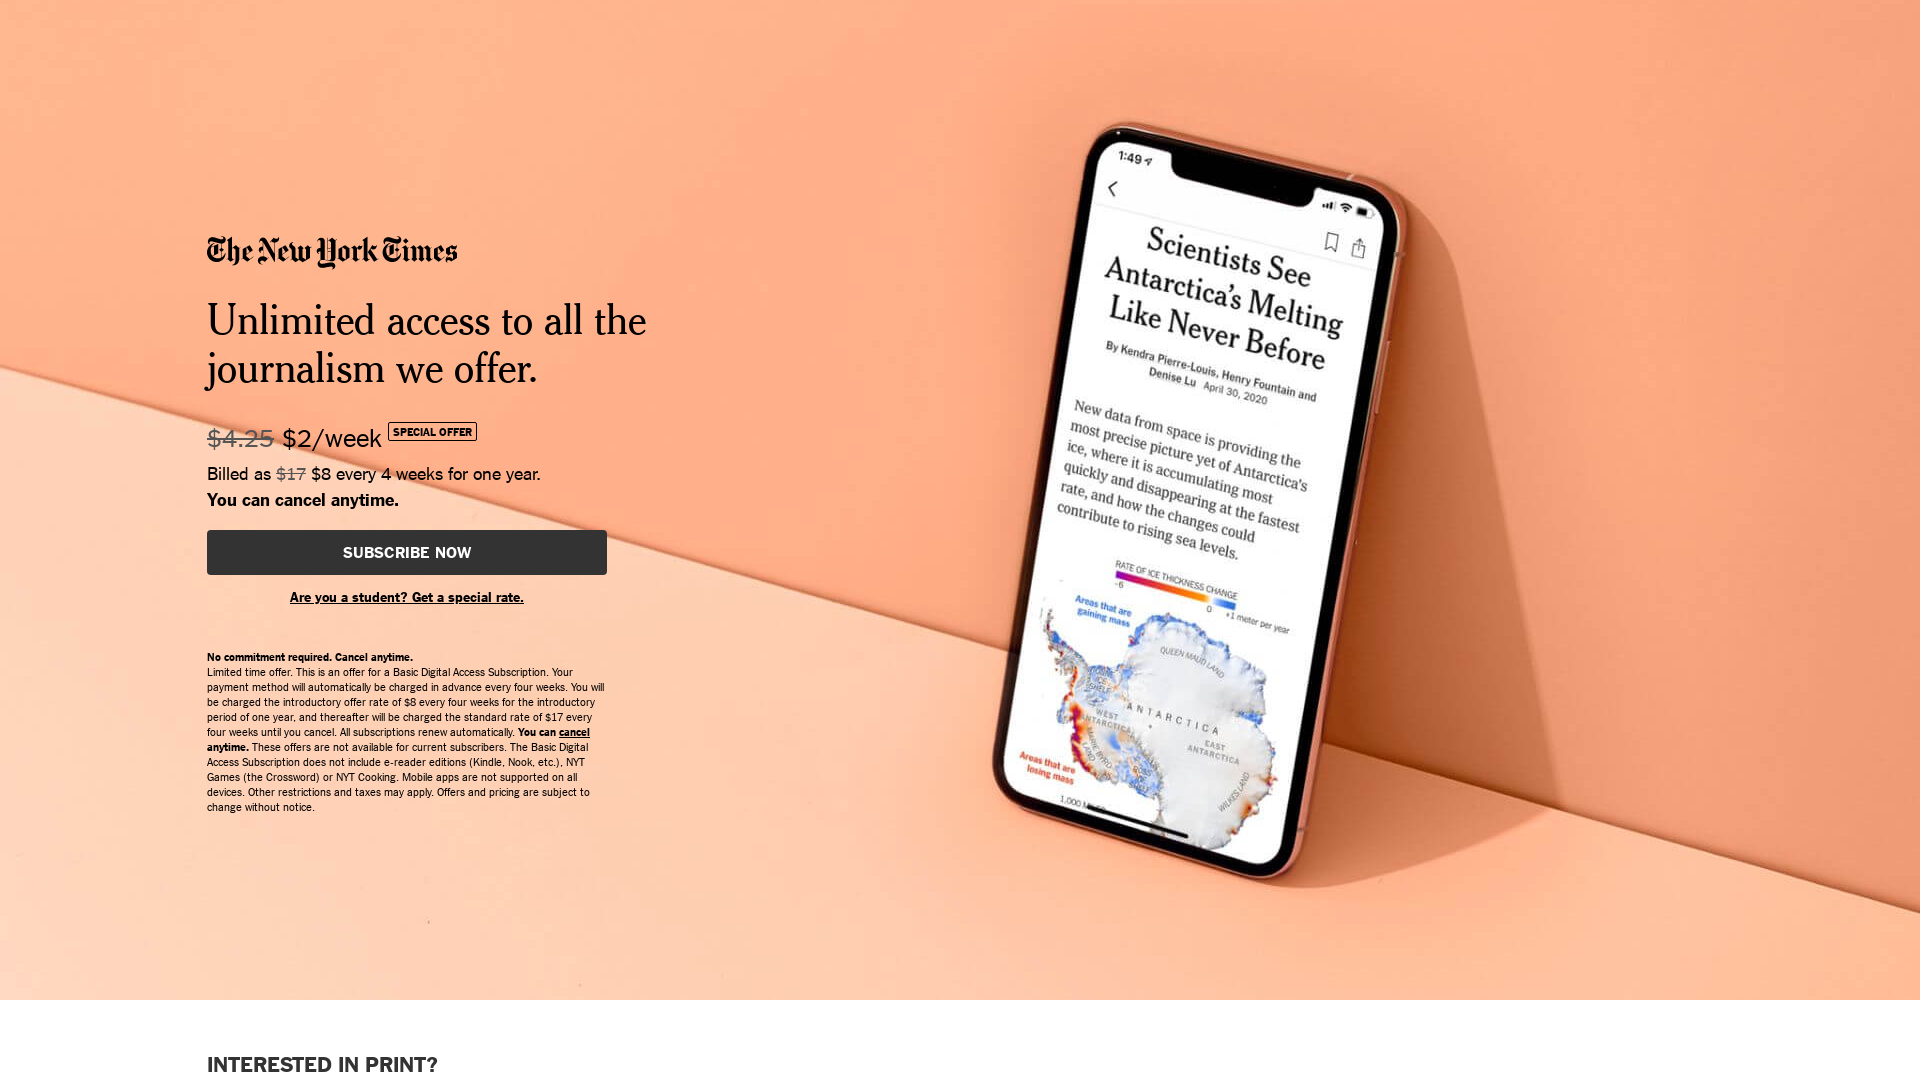 The New York Times
Unlimited access to all the
journalism we offer.
$4.25 $2/week SPECIAL OFFER
Billed as $17 $8 every 4 weeks for one year.
You can cancel anytime.
SUBSCRIBE NOW
Are you a student? Get a special rate.
No commitment required. Cancel anytime.
Limited time offer. This is an offer for a Basic Digital Access Subscription. Your
payment method will automatically be charged in advance every four weeks. You will
be charged the introductory offer rate of $8 every four weeks for the introductory
period of one year, and thereafter will be charged the standard rate of $17 every
four weeks until you cancel. All subscriptions renew automatically. You can cancel
anytime. These offers are not available for current subscribers. The Basic Digital
Access Subscription does not include e-reader editions (Kindle, Nook, etc.), NYT
Games (the Crossword) or NYT Cooking. Mobile apps are not supported on all
devices. Other restrictions and taxes may apply. Offers and pricing are subject to
change without notice.
1:49
Scientists See
Antarctica's Melting
Like Never Before
By Kendra Pierre-Louis, Henry Fountain and
Denise Lu April 30, 2020
New data from space is providing the
most precise picture yet of Antarctica's
ice, where it is accumulating most
quickly and disappearing at the fastest
rate, and how the changes could
contribute to rising sea levels.
RATE OF ICE THICKNESS CHANGE
-6 0 +1 meter per year
Areas that are
gaining mass
QUEEN MAUD LAND
ANTARCTICA
WEST
ANTARCTICA
EAST
ANTARCTICA
MARIE BYRD
LAND
WILKES LAND
Areas that are
losing mass
1,000
INTERESTED IN PRINT?